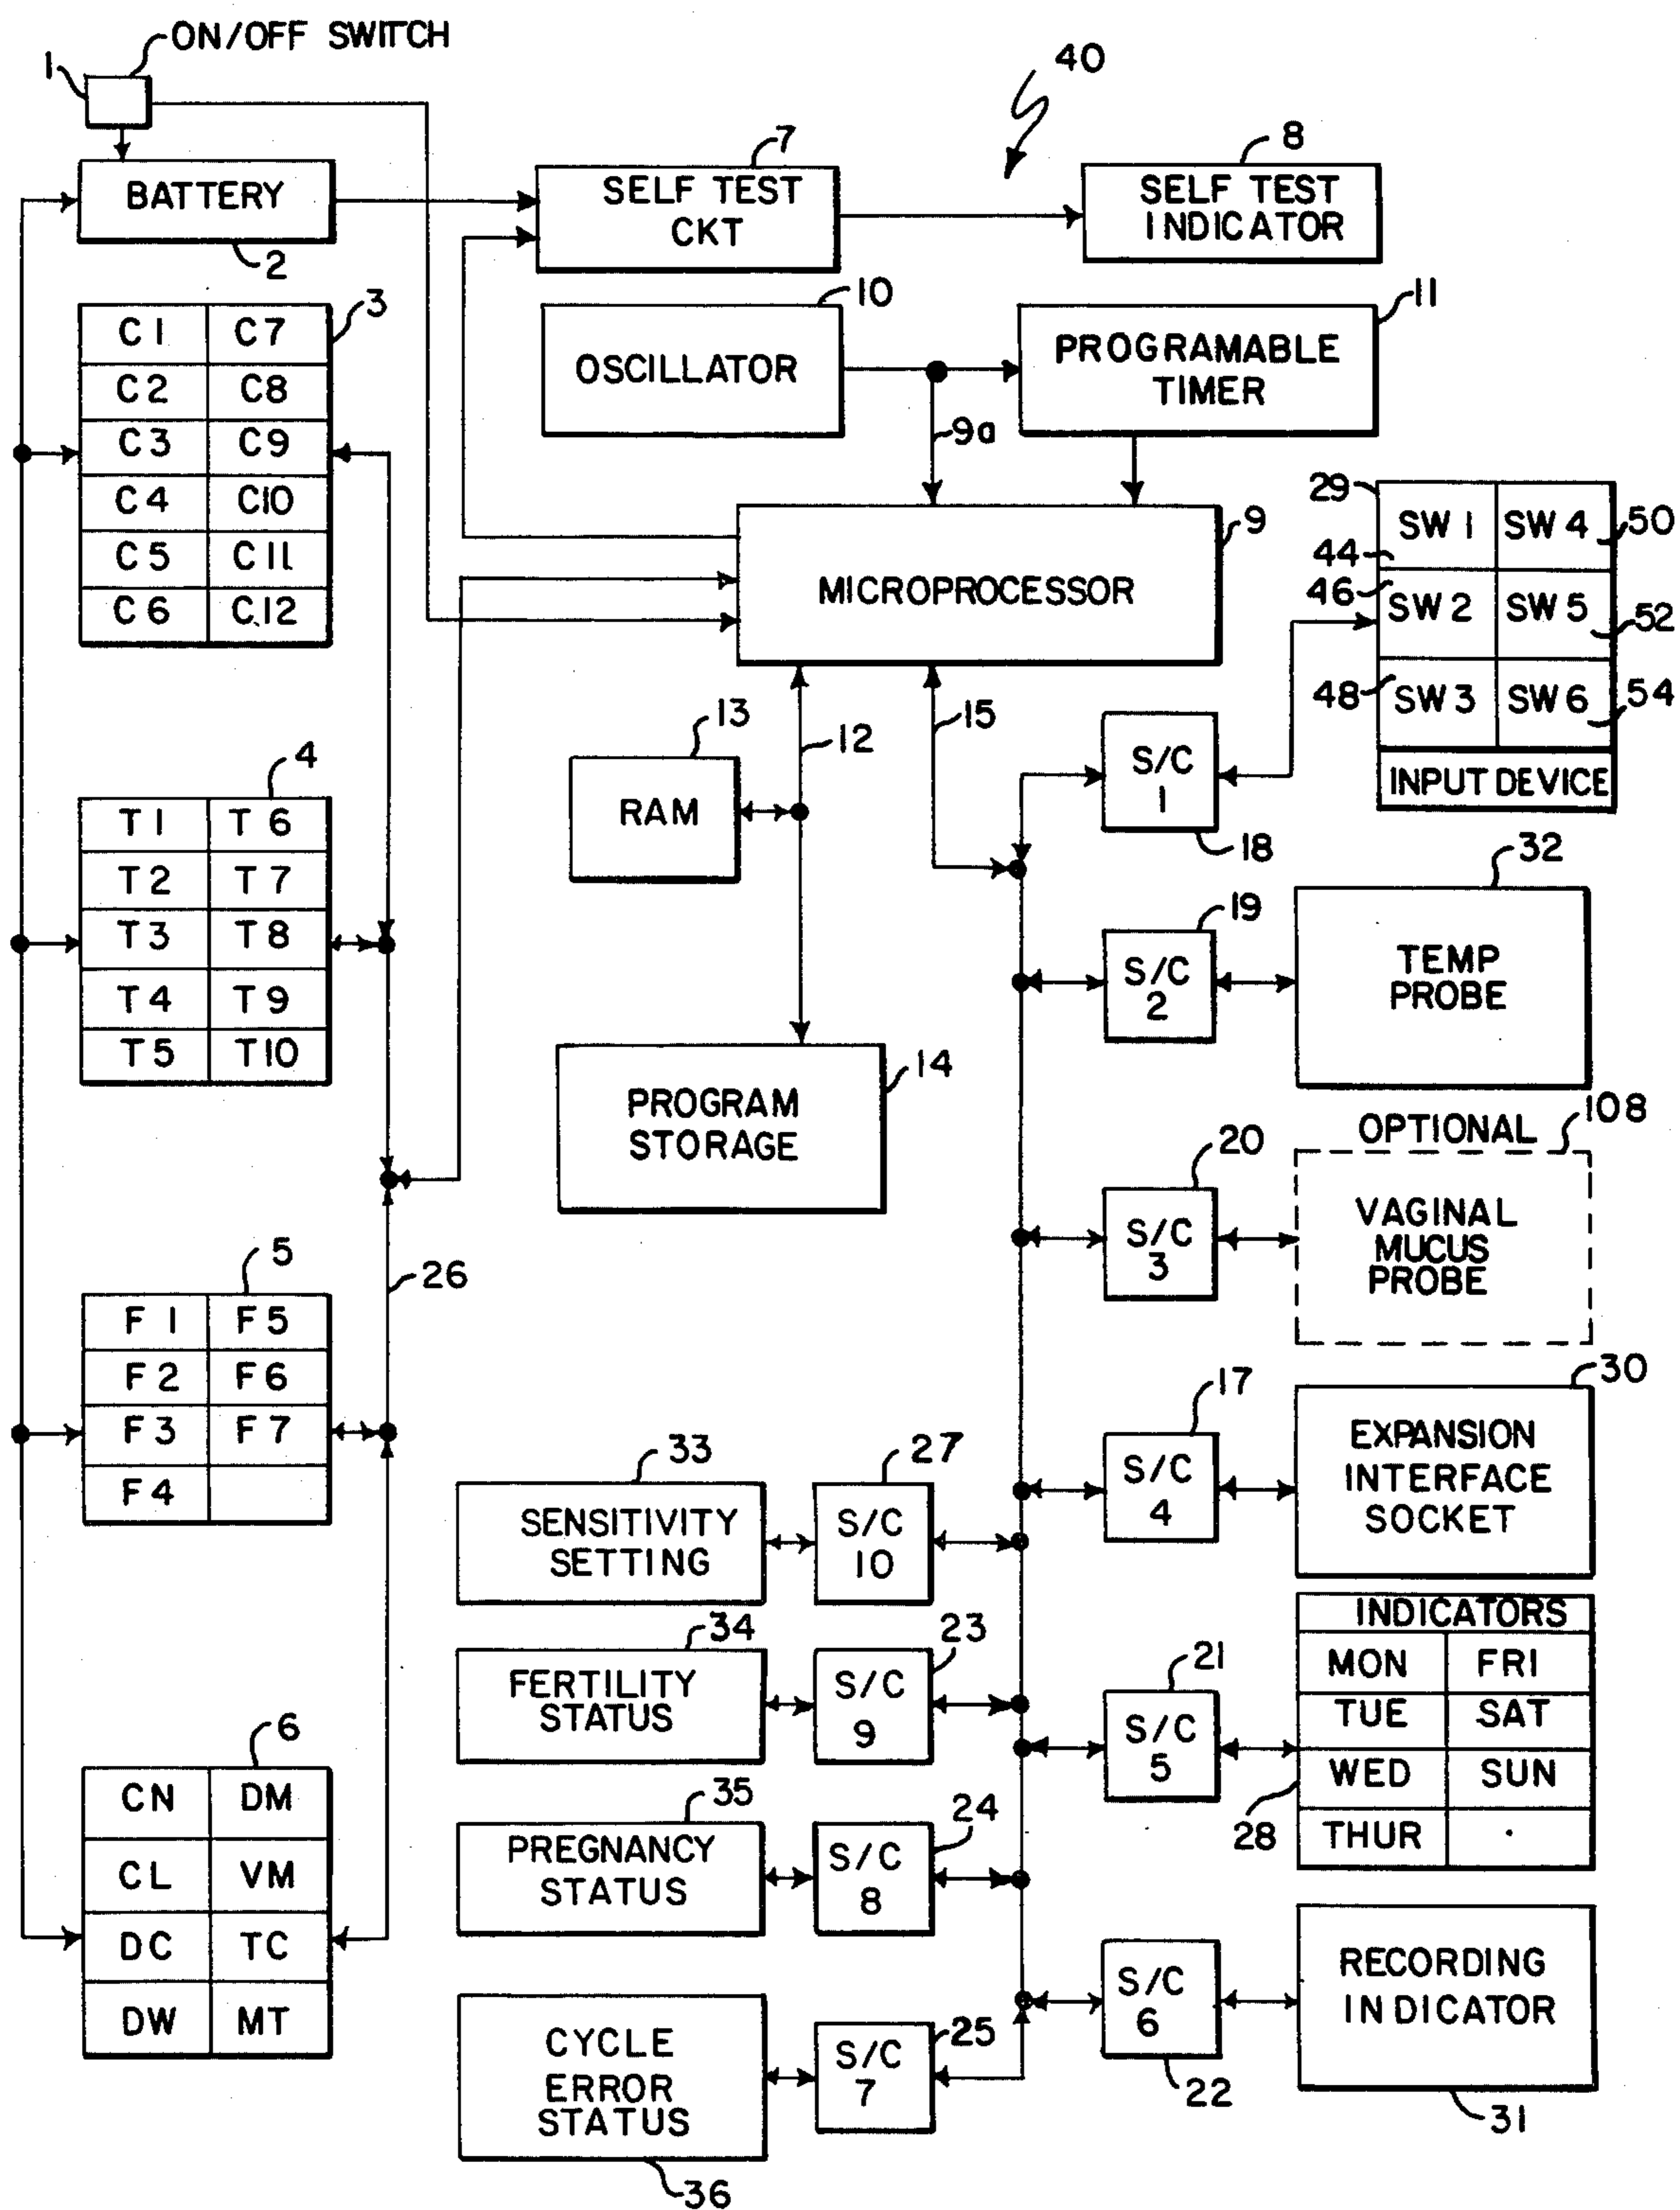 ON/OFF SWITCH
1
40
BATTERY
2
7
SELF TEST
CKT
8
SELF TEST
INDICATOR
3
C1 C7
C2 C8
C3 C9
C4 C10
C5 C11
C6 C12
10
OSCILLATOR
11
PROGRAMABLE
TIMER
9a
9
MICROPROCESSOR
29
SW 1 SW 4
44 50
46
SW 2 SW 5
52
48 SW 3 SW 6 54
INPUT DEVICE
13
RAM
12
15
S/C
1
18
4
T1 T6
T2 T7
T3 T8
T4 T9
T5 T10
14
PROGRAM
STORAGE
19
S/C
2
32
TEMP
PROBE
20
S/C
3
OPTIONAL
108
VAGINAL
MUCUS
PROBE
5
F1 F5
F2 F6
F3 F7
F4
26
17
S/C
4
30
EXPANSION
INTERFACE
SOCKET
33
SENSITIVITY
SETTING
27
S/C
10
34
FERTILITY
STATUS
23
S/C
9
21
S/C
5
INDICATORS
MON FRI
TUE SAT
WED SUN
THUR
28
6
CN DM
CL VM
DC TC
DW MT
35
PREGNANCY
STATUS
24
S/C
8
22
S/C
6
RECORDING
INDICATOR
31
CYCLE
ERROR
STATUS
36
25
S/C
7